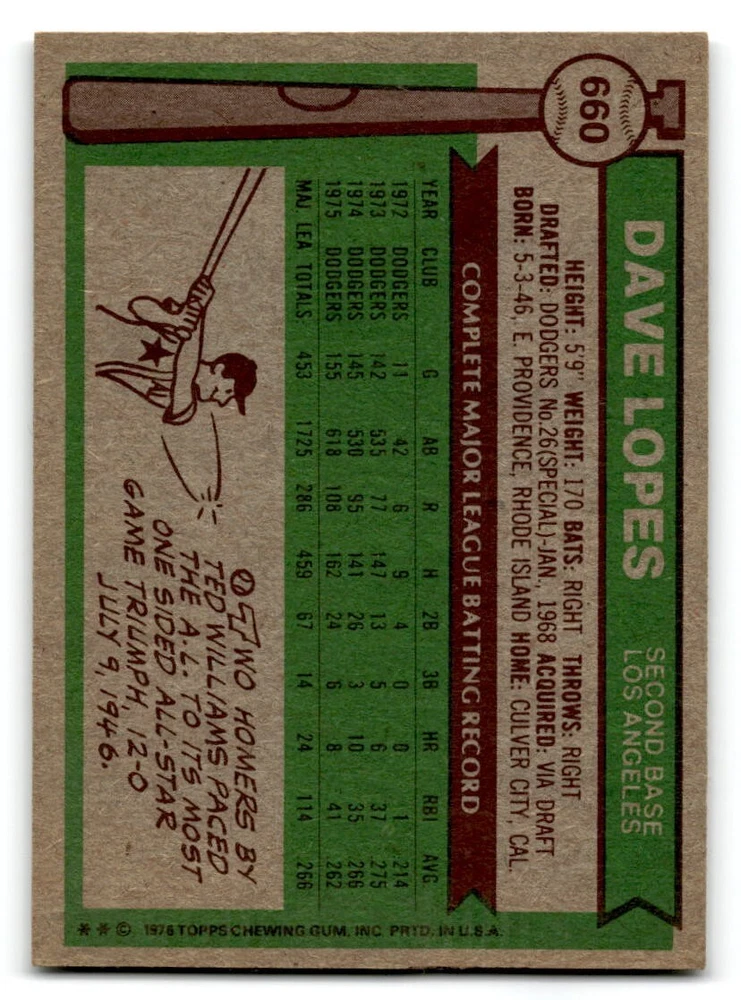 660
DAVE LOPES
SECOND BASE
LOS ANGELES
HEIGHT: 5'9" WEIGHT: 170 BATS: RIGHT THROWS: RIGHT
DRAFTED: DODGERS No.26(SPECIAL)-JAN., 1968 ACQUIRED: VIA DRAFT
BORN: 5-3-46, E. PROVIDENCE, RHODE ISLAND HOME: CULVER CITY, CAL.
COMPLETE MAJOR LEAGUE BATTING RECORD
YEAR CLUB G AB R H 2B 3B HR RBI AVG
1972 DODGERS 11 42 6 9 4 0 0 1 214
1973 DODGERS 142 535 77 147 13 5 6 37 275
1974 DODGERS 145 530 95 141 26 3 10 35 266
1975 DODGERS 155 618 108 162 24 6 8 41 262
MAJ. LEA TOTALS: 453 1725 286 459 67 14 24 114 266
TWO HOMERS BY
TED WILLIAMS PACED
THE A.L. TO ITS MOST
ONE SIDED ALL-STAR
GAME TRIUMPH, 12-0
JULY 9, 1946.
** © 1976 TOPPS CHEWING GUM, INC. PRTD. IN U.S.A.